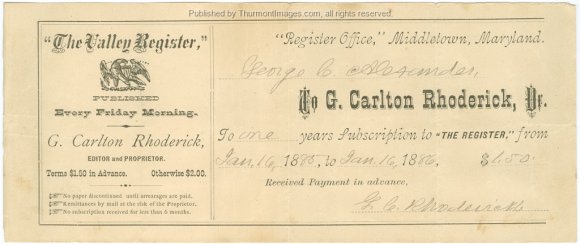 Published by ThurmontImages.com, all rights reserved.
"The Valley Register,"
PUBLISHED
Every Friday Morning.
G. Carlton Rhoderick,
EDITOR AND PROPRIETOR.
Terms $1.50 in Advance. Otherwise $2.00.
No paper discontinued until arrearages are paid.
Remittances by mail at the risk of the Proprietor.
No subscription received for less than 6 months.
"Register Office," Middletown, Maryland.
George C. Alexander,
To G. Carlton Rhoderick, Dr.
To one years Subscription to "THE REGISTER," from
Jan. 16, 1885, to Jan. 16, 1886, $1.50.
Received Payment in advance,
G. C. Rhoderick